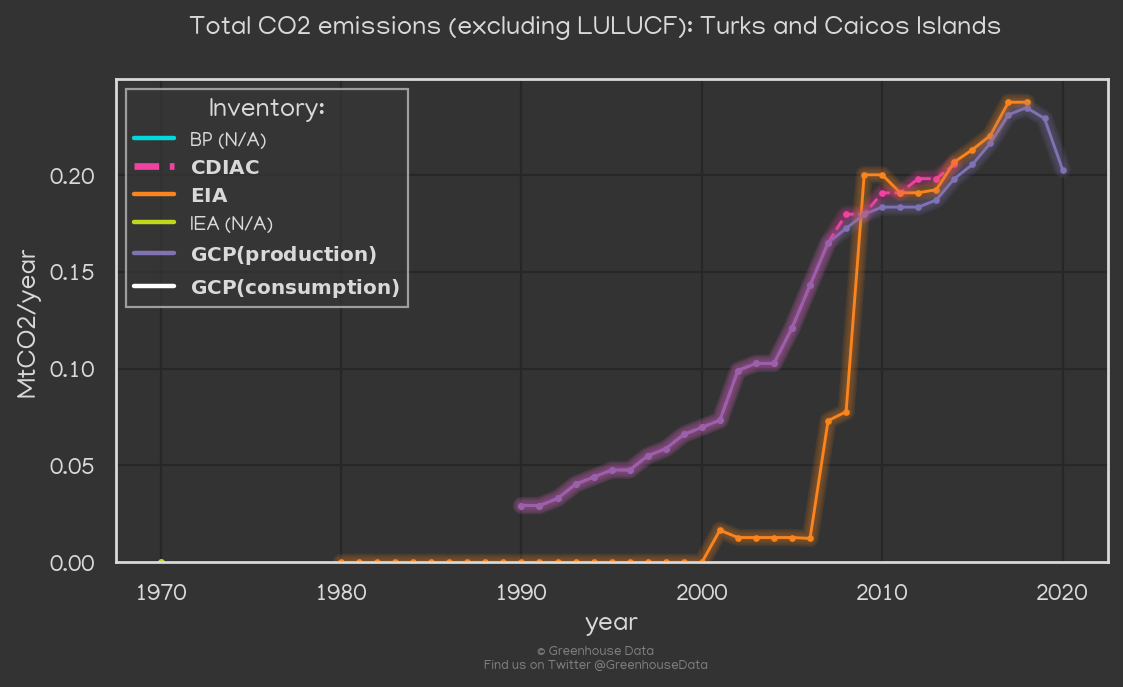 Total CO2 emissions (excluding LULUCF): Turks and Caicos Islands
Inventory:
BP (N/A)
CDIAC
EIA
IEA (N/A)
GCP(production)
GCP(consumption)
MtCO2/year
0.20
0.15
0.10
0.05
0.00
1970 1980 1990 2000 2010 2020
year
© Greenhouse Data
Find us on Twitter @GreenhouseData